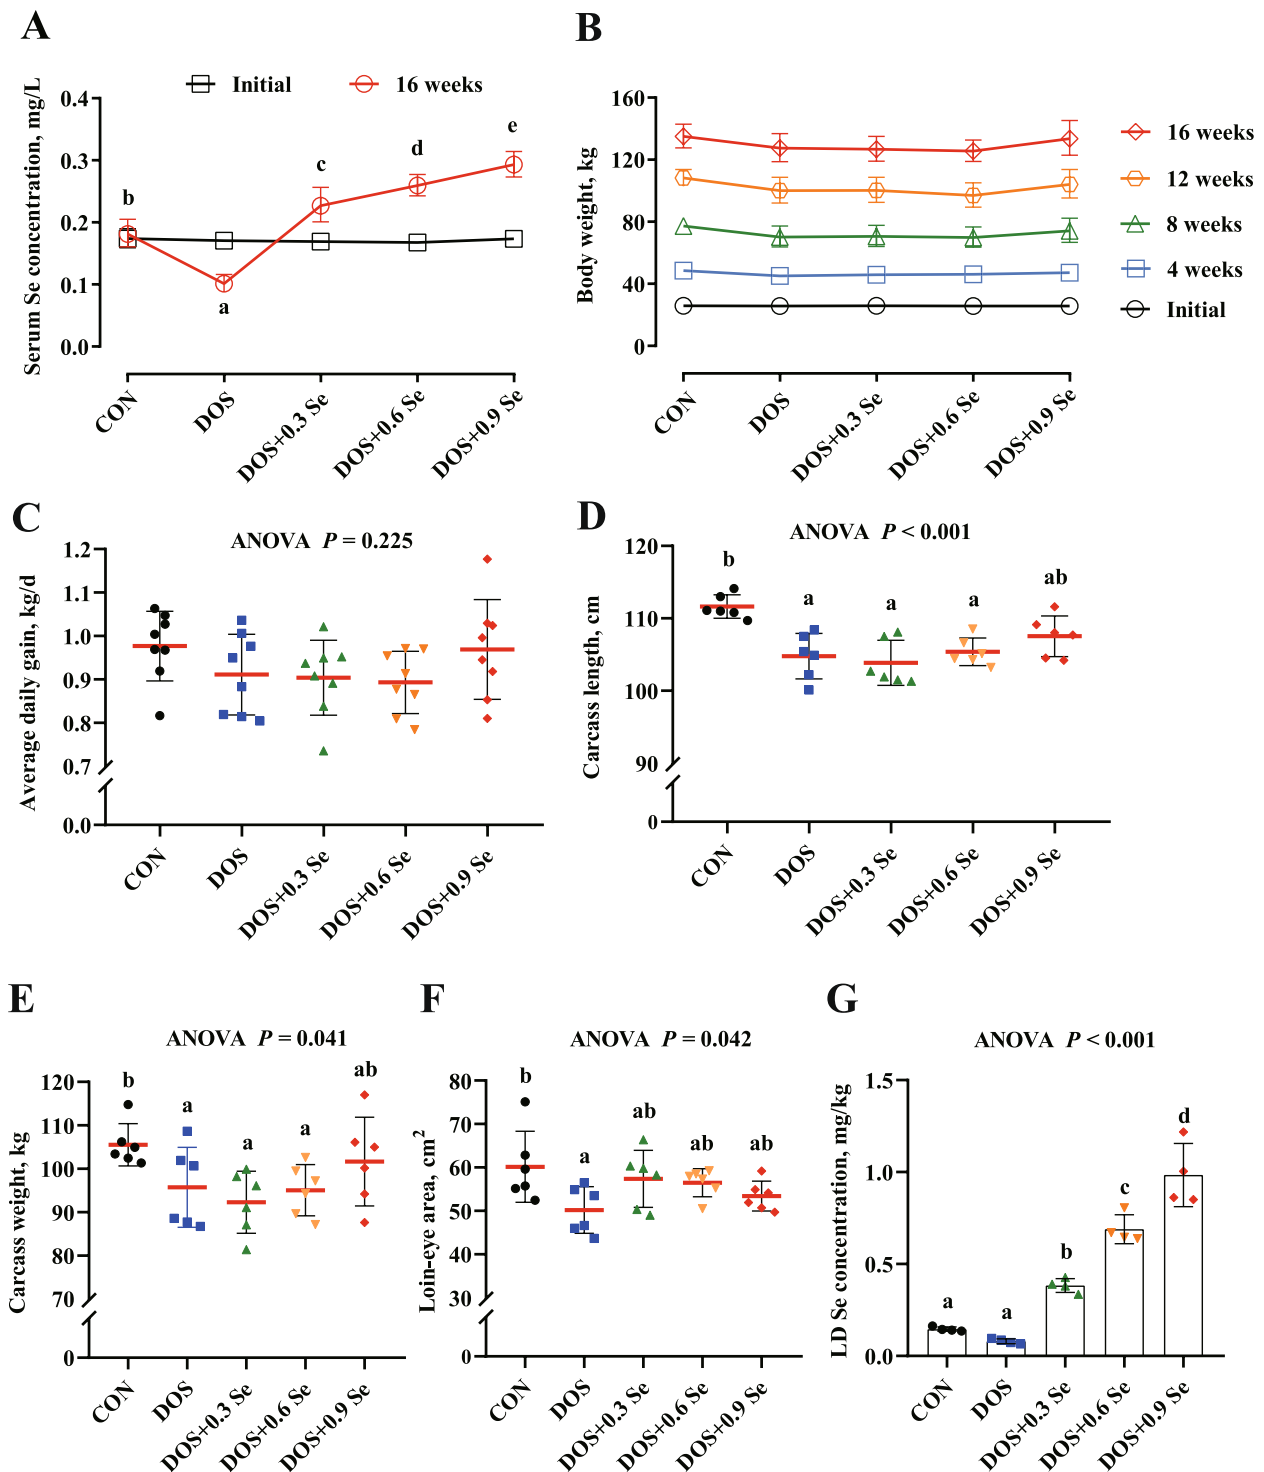 A
Initial
16 weeks
Serum Se concentration, mg/L
0.4
0.3
0.2
0.1
0.0
b
a
c
d
e
CON
DOS
DOS+0.3 Se
DOS+0.6 Se
DOS+0.9 Se
B
Body weight, kg
160
120
80
40
0
16 weeks
12 weeks
8 weeks
4 weeks
Initial
CON
DOS
DOS+0.3 Se
DOS+0.6 Se
DOS+0.9 Se
C
ANOVA P = 0.225
Average daily gain, kg/d
1.2
1.1
1.0
0.9
0.8
0.7
0.0
CON
DOS
DOS+0.3 Se
DOS+0.6 Se
DOS+0.9 Se
D
ANOVA P < 0.001
Carcass length, cm
120
110
100
90
0
b
a
a
a
ab
CON
DOS
DOS+0.3 Se
DOS+0.6 Se
DOS+0.9 Se
E
ANOVA P = 0.041
Carcass weight, kg
120
110
100
90
80
70
0
b
a
a
a
ab
CON
DOS
DOS+0.3 Se
DOS+0.6 Se
DOS+0.9 Se
F
ANOVA P = 0.042
Loin-eye area, cm²
80
70
60
50
40
30
0
b
a
ab
ab
ab
CON
DOS
DOS+0.3 Se
DOS+0.6 Se
DOS+0.9 Se
G
ANOVA P < 0.001
LD Se concentration, mg/kg
1.5
1.0
0.5
0.0
a
a
b
c
d
CON
DOS
DOS+0.3 Se
DOS+0.6 Se
DOS+0.9 Se